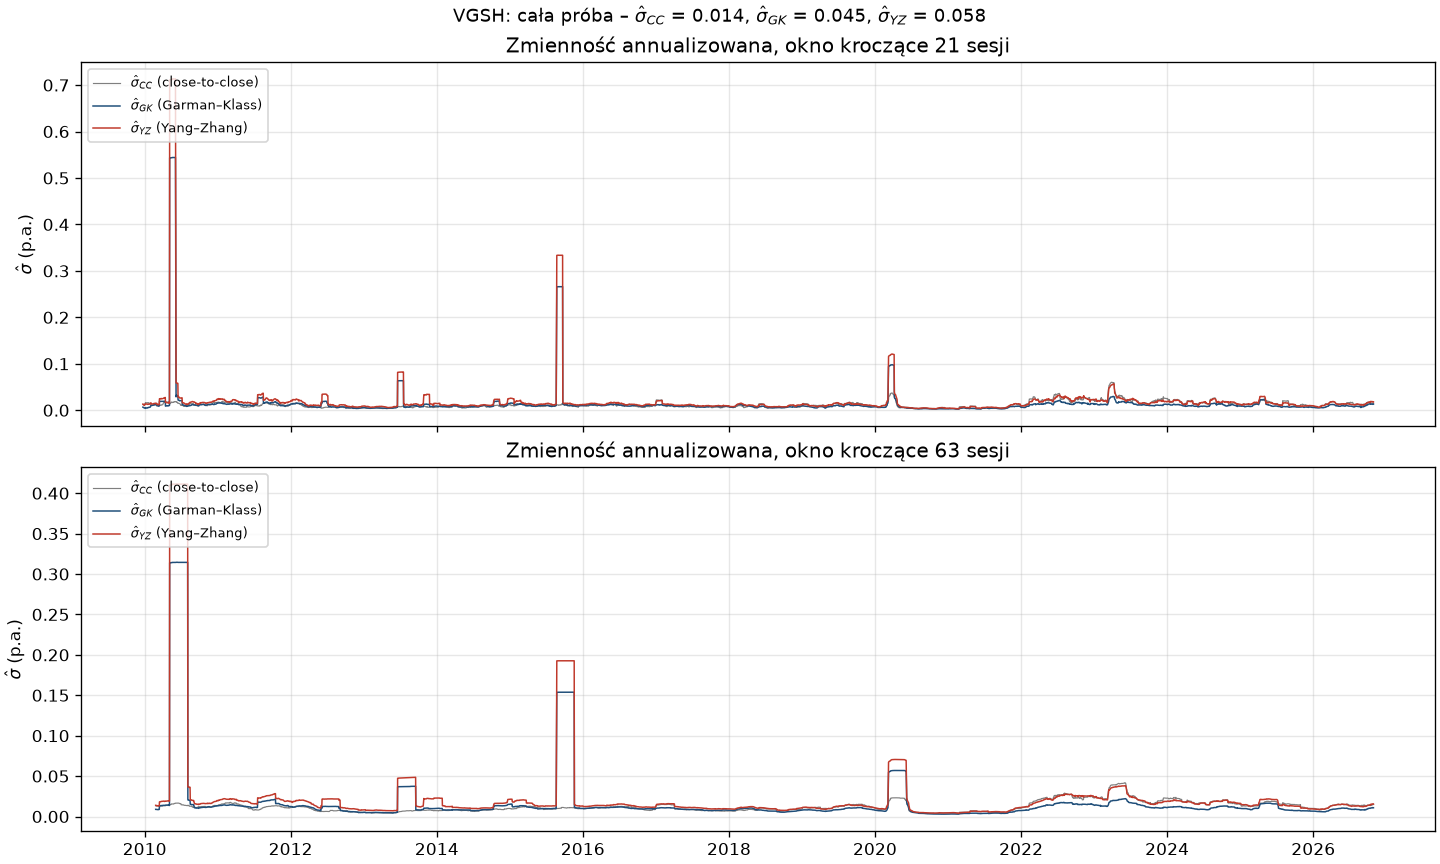 VGSH: cała próba – σ̂CC = 0.014, σ̂GK = 0.045, σ̂YZ = 0.058
Zmienność annualizowana, okno kroczące 21 sesji
σ̂CC (close-to-close)
σ̂GK (Garman–Klass)
σ̂YZ (Yang–Zhang)
σ̂ (p.a.)
0.7
0.6
0.5
0.4
0.3
0.2
0.1
0.0
Zmienność annualizowana, okno kroczące 63 sesji
σ̂CC (close-to-close)
σ̂GK (Garman–Klass)
σ̂YZ (Yang–Zhang)
σ̂ (p.a.)
0.40
0.35
0.30
0.25
0.20
0.15
0.10
0.05
0.00
2010 2012 2014 2016 2018 2020 2022 2024 2026